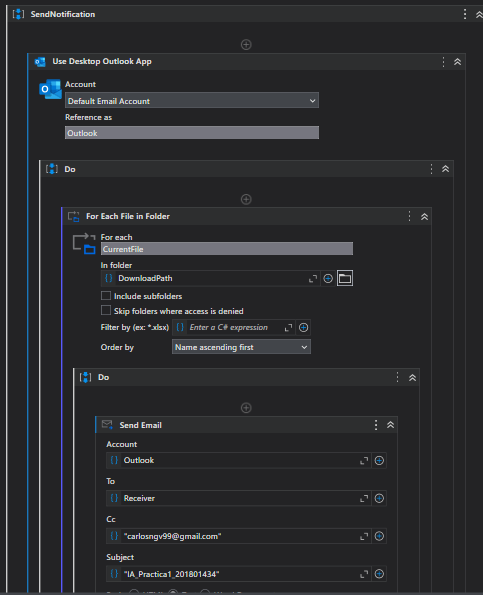 SendNotification
Use Desktop Outlook App
Account
Default Email Account
Reference as
Outlook
Do
For Each File in Folder
For each
CurrentFile
In folder
DownloadPath
Include subfolders
Skip folders where access is denied
Filter by (ex: *.xlsx) Enter a C# expression
Order by Name ascending first
Do
Send Email
Account
Outlook
To
Receiver
Cc
"carlosngv99@gmail.com"
Subject
"IA_Practica1_201801434"